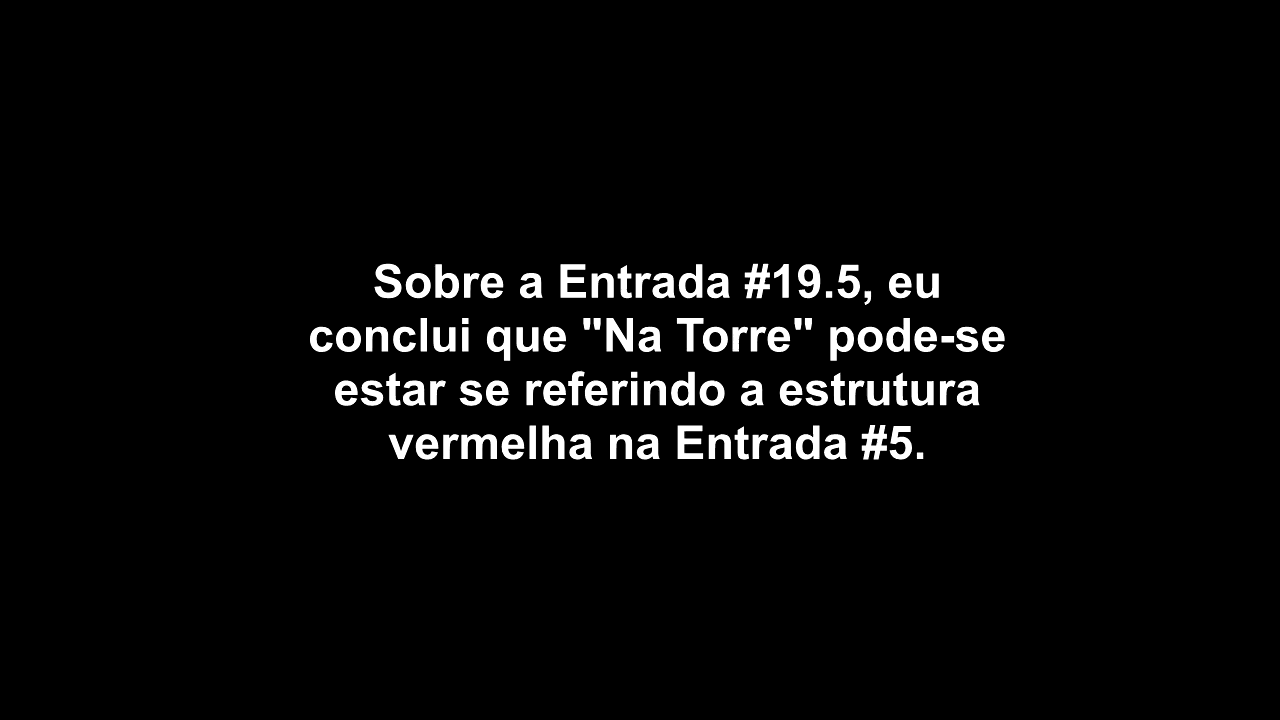 Sobre a Entrada #19.5, eu
conclui que "Na Torre" pode-se
estar se referindo a estrutura
vermelha na Entrada #5.